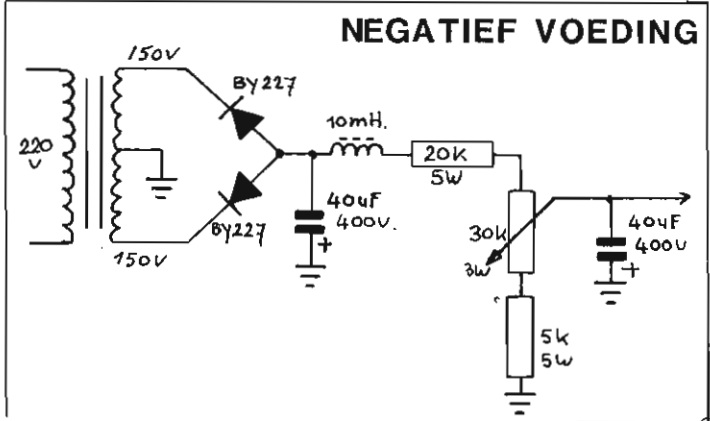 NEGATIEF VOEDING
150V
BY227
10mH.
220
V
20K
5W
40uF
400V.
+
BY227
150V
30K
3W
40uF
400V
+
5K
5W